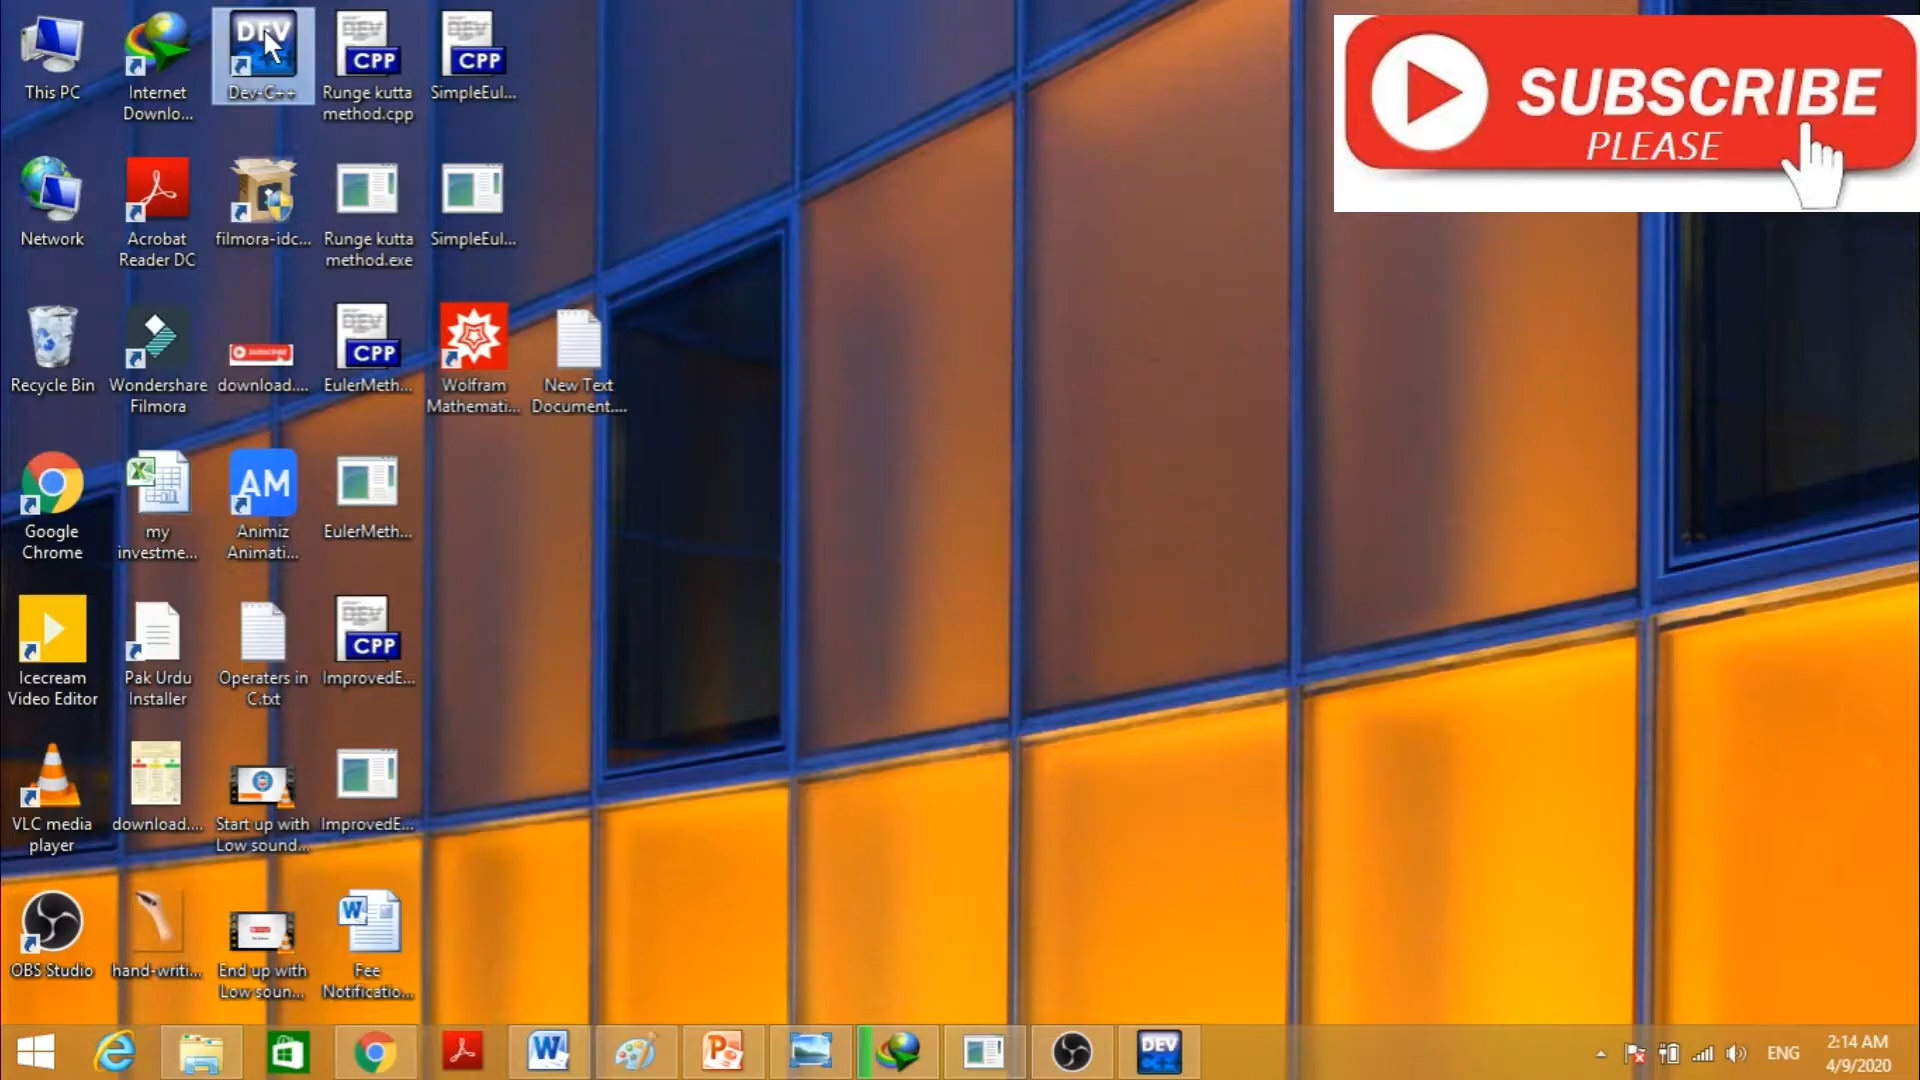 This PC
Internet
Downlo...
DEV
Dev-C++
CPP
Runge kutta
method.cpp
CPP
SimpleEul...
SUBSCRIBE
PLEASE
Network
Acrobat
Reader DC
filmora-idc...
Runge kutta
method.exe
SimpleEul...
Recycle Bin
Wondershare
Filmora
SUBSCRIBE
download....
CPP
EulerMeth...
Wolfram
Mathemati...
New Text
Document....
Google
Chrome
my
investme...
AM
Animiz
Animati...
EulerMeth...
Icecream
Video Editor
Pak Urdu
Installer
Operaters in
C.txt
CPP
ImprovedE...
VLC media
player
download....
Start up with
Low sound...
ImprovedE...
OBS Studio
hand-writi...
End up with
Low soun...
W
Fee
Notificatio...
W
P
DEV
ENG
2:14 AM
4/9/2020